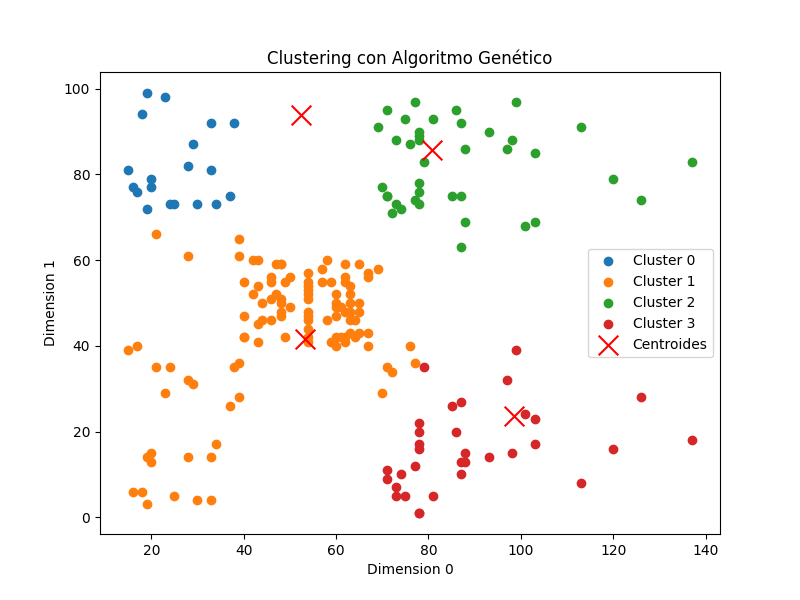 Clustering con Algoritmo Genético
100
80
60
40
20
0
Dimension 1
Cluster 0
Cluster 1
Cluster 2
Cluster 3
Centroides
20 40 60 80 100 120 140
Dimension 0